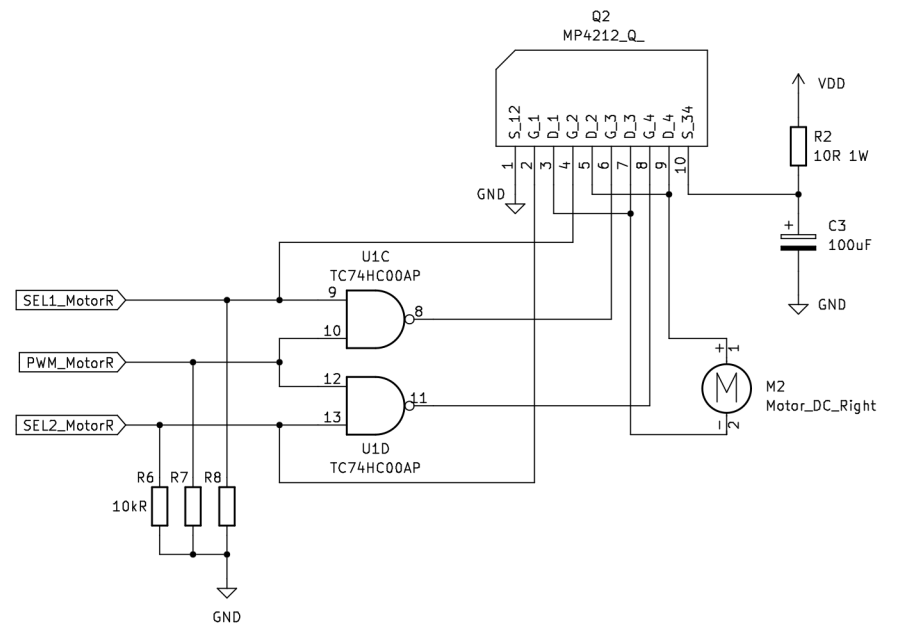 Q2
MP4212_Q_
S_12
G_1
D_1
G_2
D_2
G_3
D_3
G_4
D_4
S_34
1
2
3
4
5
6
7
8
9
10
GND
VDD
R2
10R 1W
+
C3
100uF
GND
U1C
TC74HC00AP
SEL1_MotorR
9
8
10
PWM_MotorR
12
11
SEL2_MotorR
13
U1D
TC74HC00AP
+
1
M
M2
Motor_DC_Right
-
2
R6
R7
R8
10kR
GND